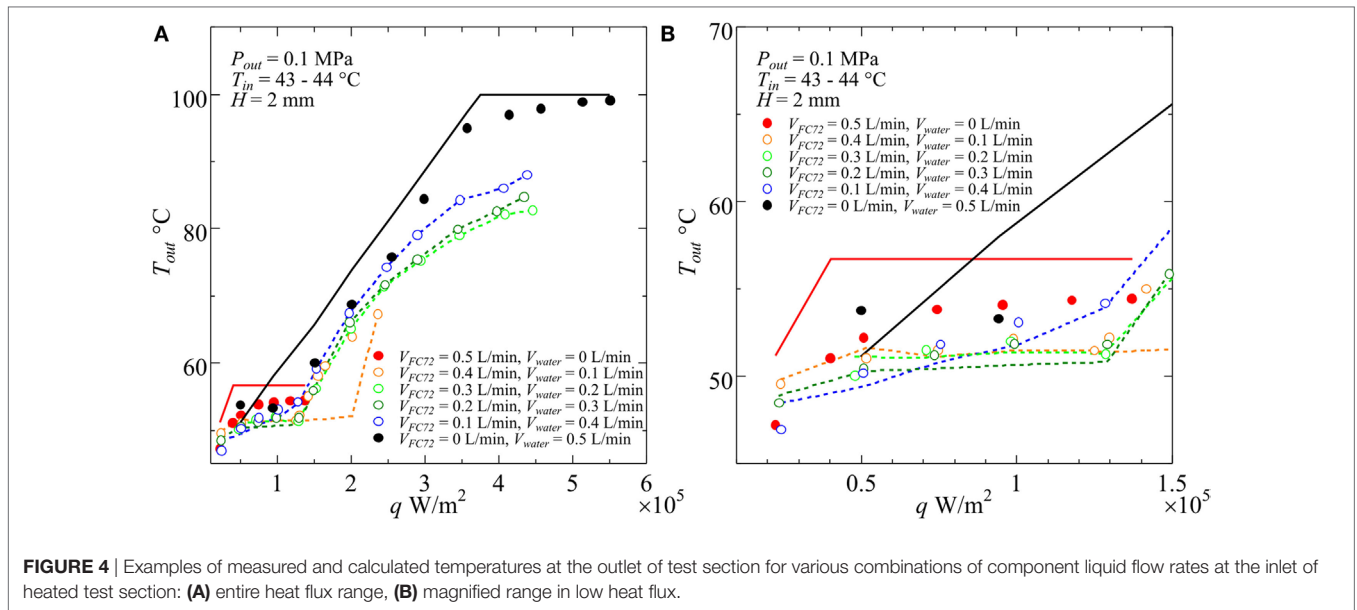 A
P_out = 0.1 MPa
T_in = 43 - 44 °C
H = 2 mm
100
80
60
T_out °C
V_FC72 = 0.5 L/min, V_water = 0 L/min
V_FC72 = 0.4 L/min, V_water = 0.1 L/min
V_FC72 = 0.3 L/min, V_water = 0.2 L/min
V_FC72 = 0.2 L/min, V_water = 0.3 L/min
V_FC72 = 0.1 L/min, V_water = 0.4 L/min
V_FC72 = 0 L/min, V_water = 0.5 L/min
1 2 3 4 5 6
×10⁵
q W/m²
B
P_out = 0.1 MPa
T_in = 43 - 44 °C
H = 2 mm
V_FC72 = 0.5 L/min, V_water = 0 L/min
V_FC72 = 0.4 L/min, V_water = 0.1 L/min
V_FC72 = 0.3 L/min, V_water = 0.2 L/min
V_FC72 = 0.2 L/min, V_water = 0.3 L/min
V_FC72 = 0.1 L/min, V_water = 0.4 L/min
V_FC72 = 0 L/min, V_water = 0.5 L/min
70
60
50
T_out °C
0.5 1 1.5
×10⁵
q W/m²
FIGURE 4 | Examples of measured and calculated temperatures at the outlet of test section for various combinations of component liquid flow rates at the inlet of
heated test section: (A) entire heat flux range, (B) magnified range in low heat flux.